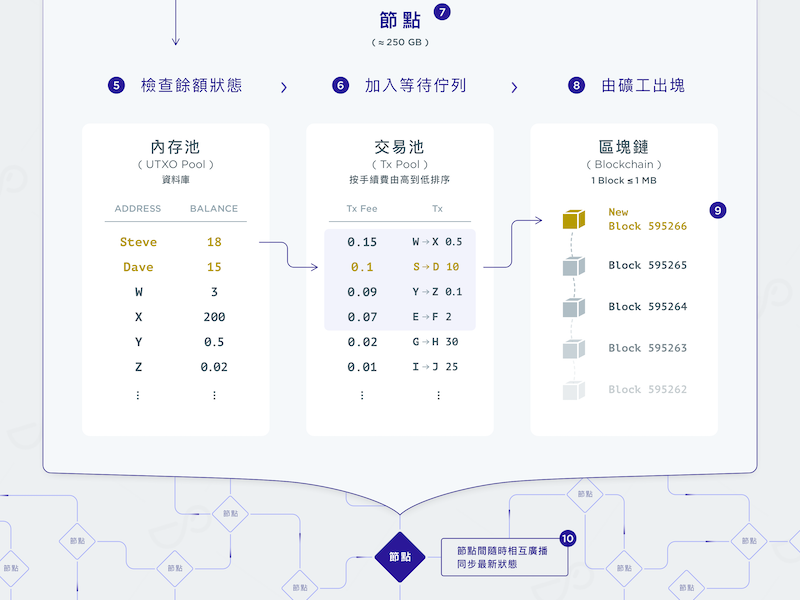 節點 7
( ≈ 250 GB )
5 檢查餘額狀態 › 6 加入等待佇列 › 8 由礦工出塊
內存池
( UTXO Pool )
資料庫
ADDRESS BALANCE
Steve 18
Dave 15
W 3
X 200
Y 0.5
Z 0.02
⋮ ⋮
交易池
( Tx Pool )
按手續費由高到低排序
Tx Fee Tx
0.15 W→X 0.5
0.1 S→D 10
0.09 Y→Z 0.1
0.07 E→F 2
0.02 G→H 30
0.01 I→J 25
⋮ ⋮
區塊鏈
( Blockchain )
1 Block ≤ 1 MB
9
New
Block 595266
Block 595265
Block 595264
Block 595263
Block 595262
節點
節點
節點
節點
節點
節點
10
節點間隨時相互廣播
同步最新狀態
節點
節點
節點
節點
節點